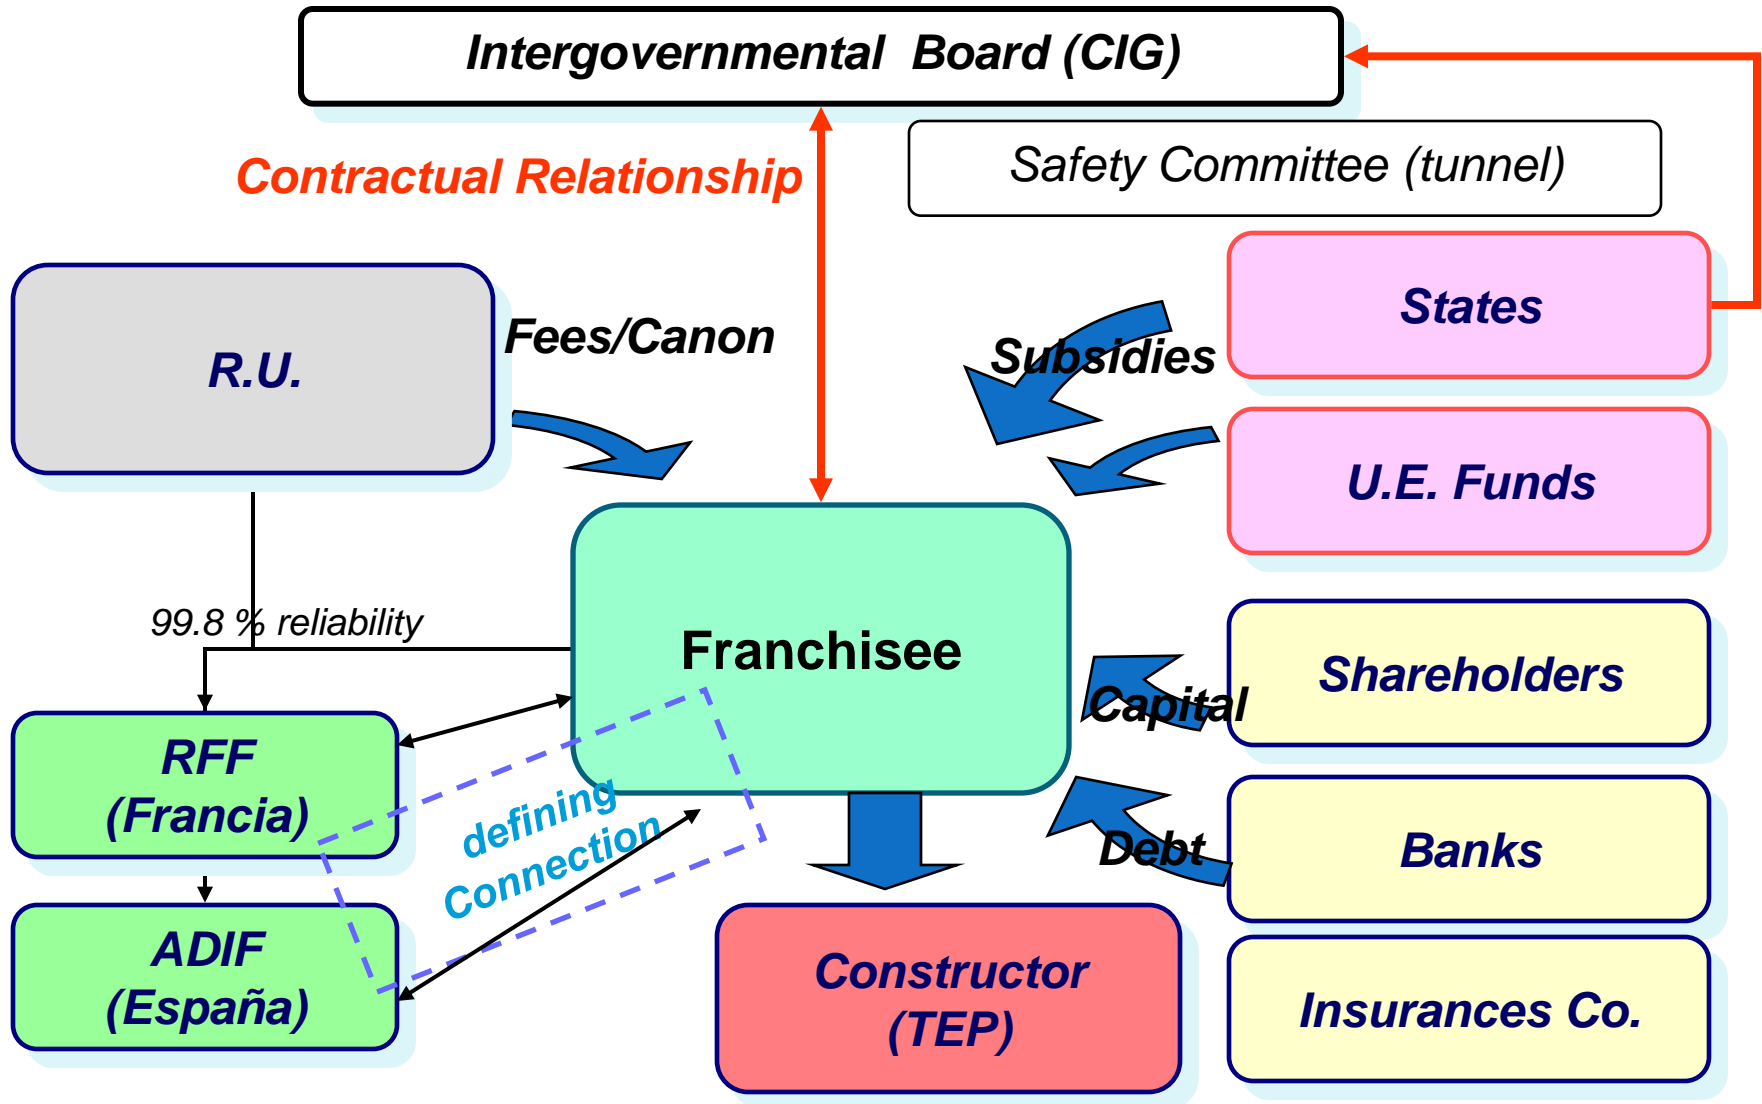 Intergovernmental Board (CIG)
Contractual Relationship
Safety Committee (tunnel)
R.U.
Fees/Canon
Subsidies
States
U.E. Funds
99.8 % reliability
Franchisee
Capital
Shareholders
RFF
(Francia)
defining
Connection
Debt
Banks
ADIF
(España)
Constructor
(TEP)
Insurances Co.